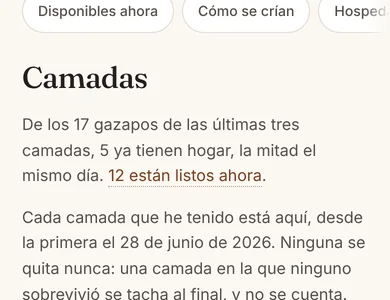 Disponibles ahora
Cómo se crían
Camadas
De los 17 gazapos de las últimas tres
camadas, 5 ya tienen hogar, la mitad el
mismo día. 12 están listos ahora.
Cada camada que he tenido está aquí, desde
la primera el 28 de junio de 2026. Ninguna se
quita nunca: una camada en la que ninguno
sobrevivió se tacha al final, y no se cuenta.